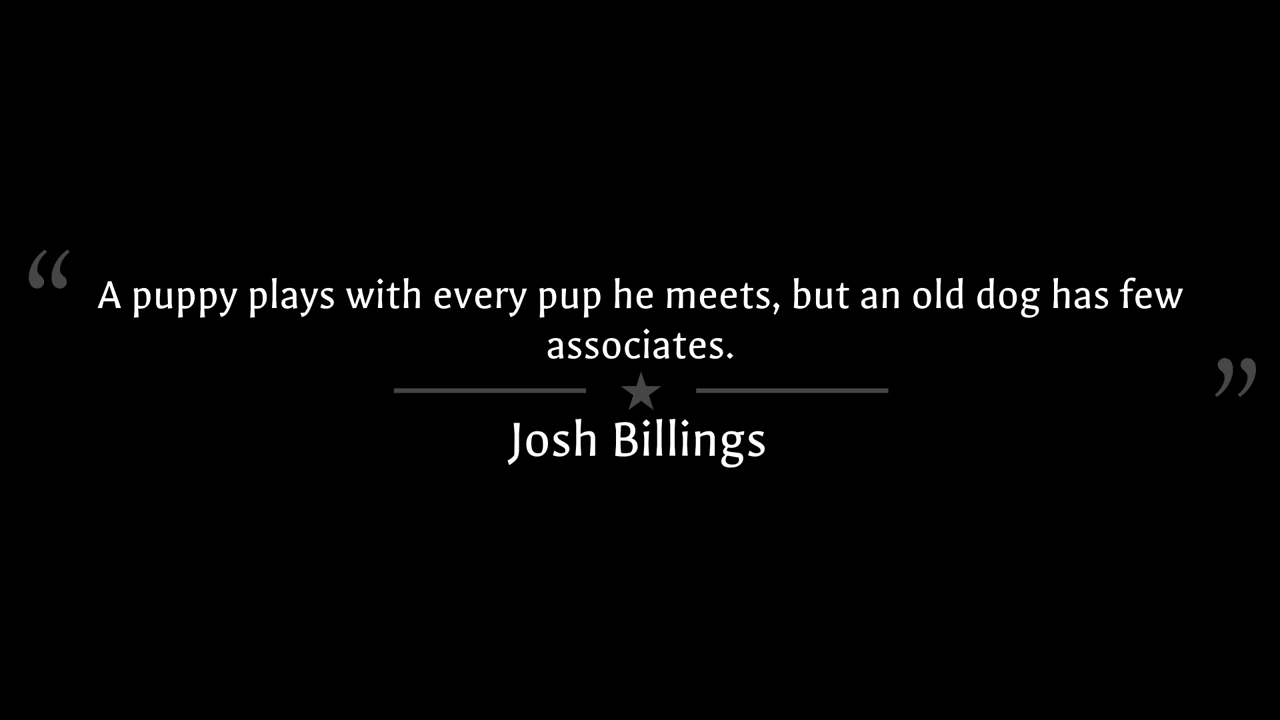 “
A puppy plays with every pup he meets, but an old dog has few
associates.
”
Josh Billings